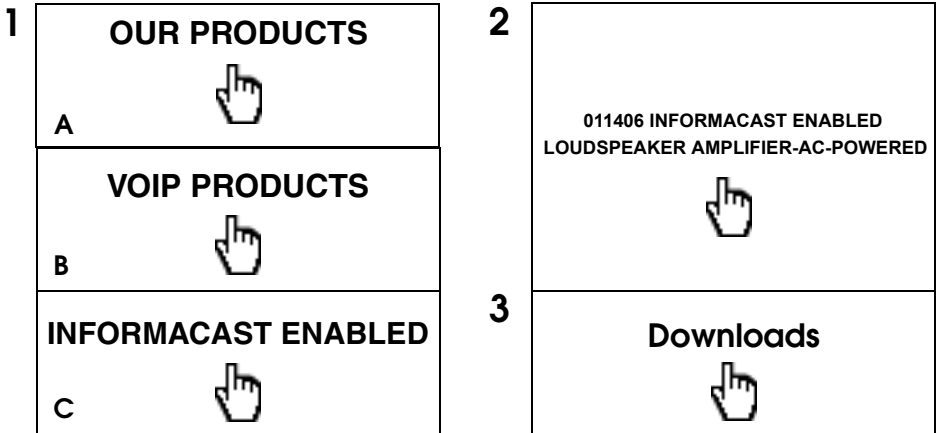 1
OUR PRODUCTS
A
VOIP PRODUCTS
B
INFORMACAST ENABLED
C
2
011406 INFORMACAST ENABLED
LOUDSPEAKER AMPLIFIER-AC-POWERED
3
Downloads